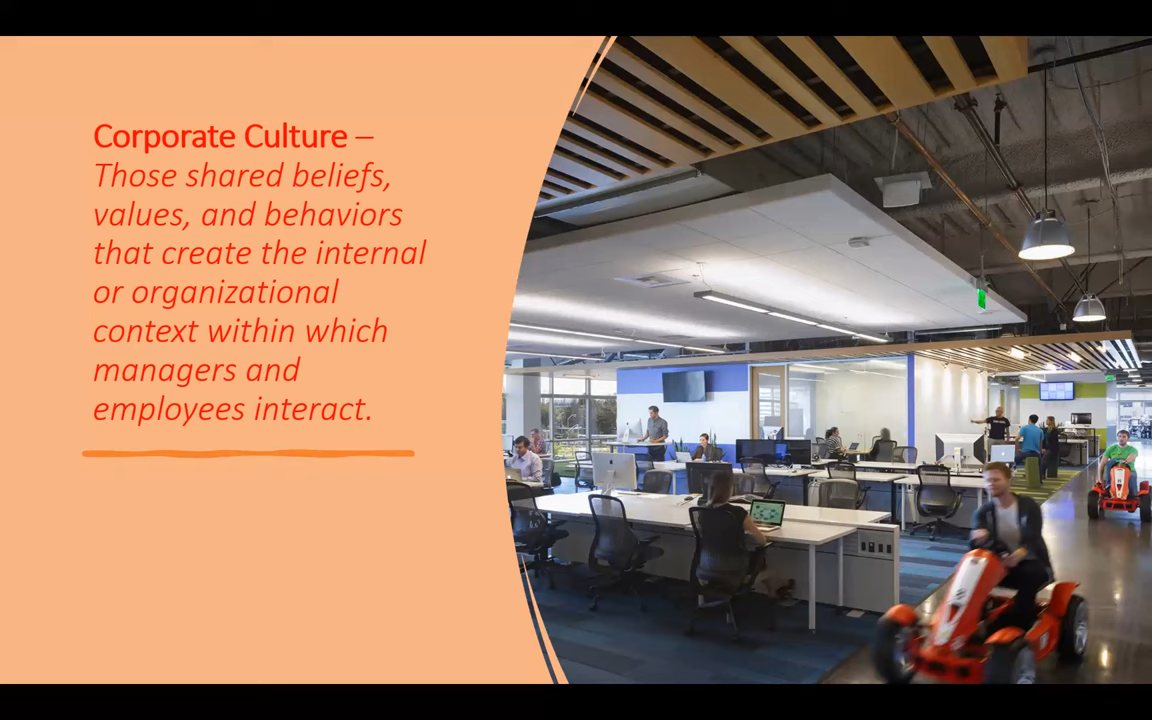 Corporate Culture –
Those shared beliefs,
values, and behaviors
that create the internal
or organizational
context within which
managers and
employees interact.